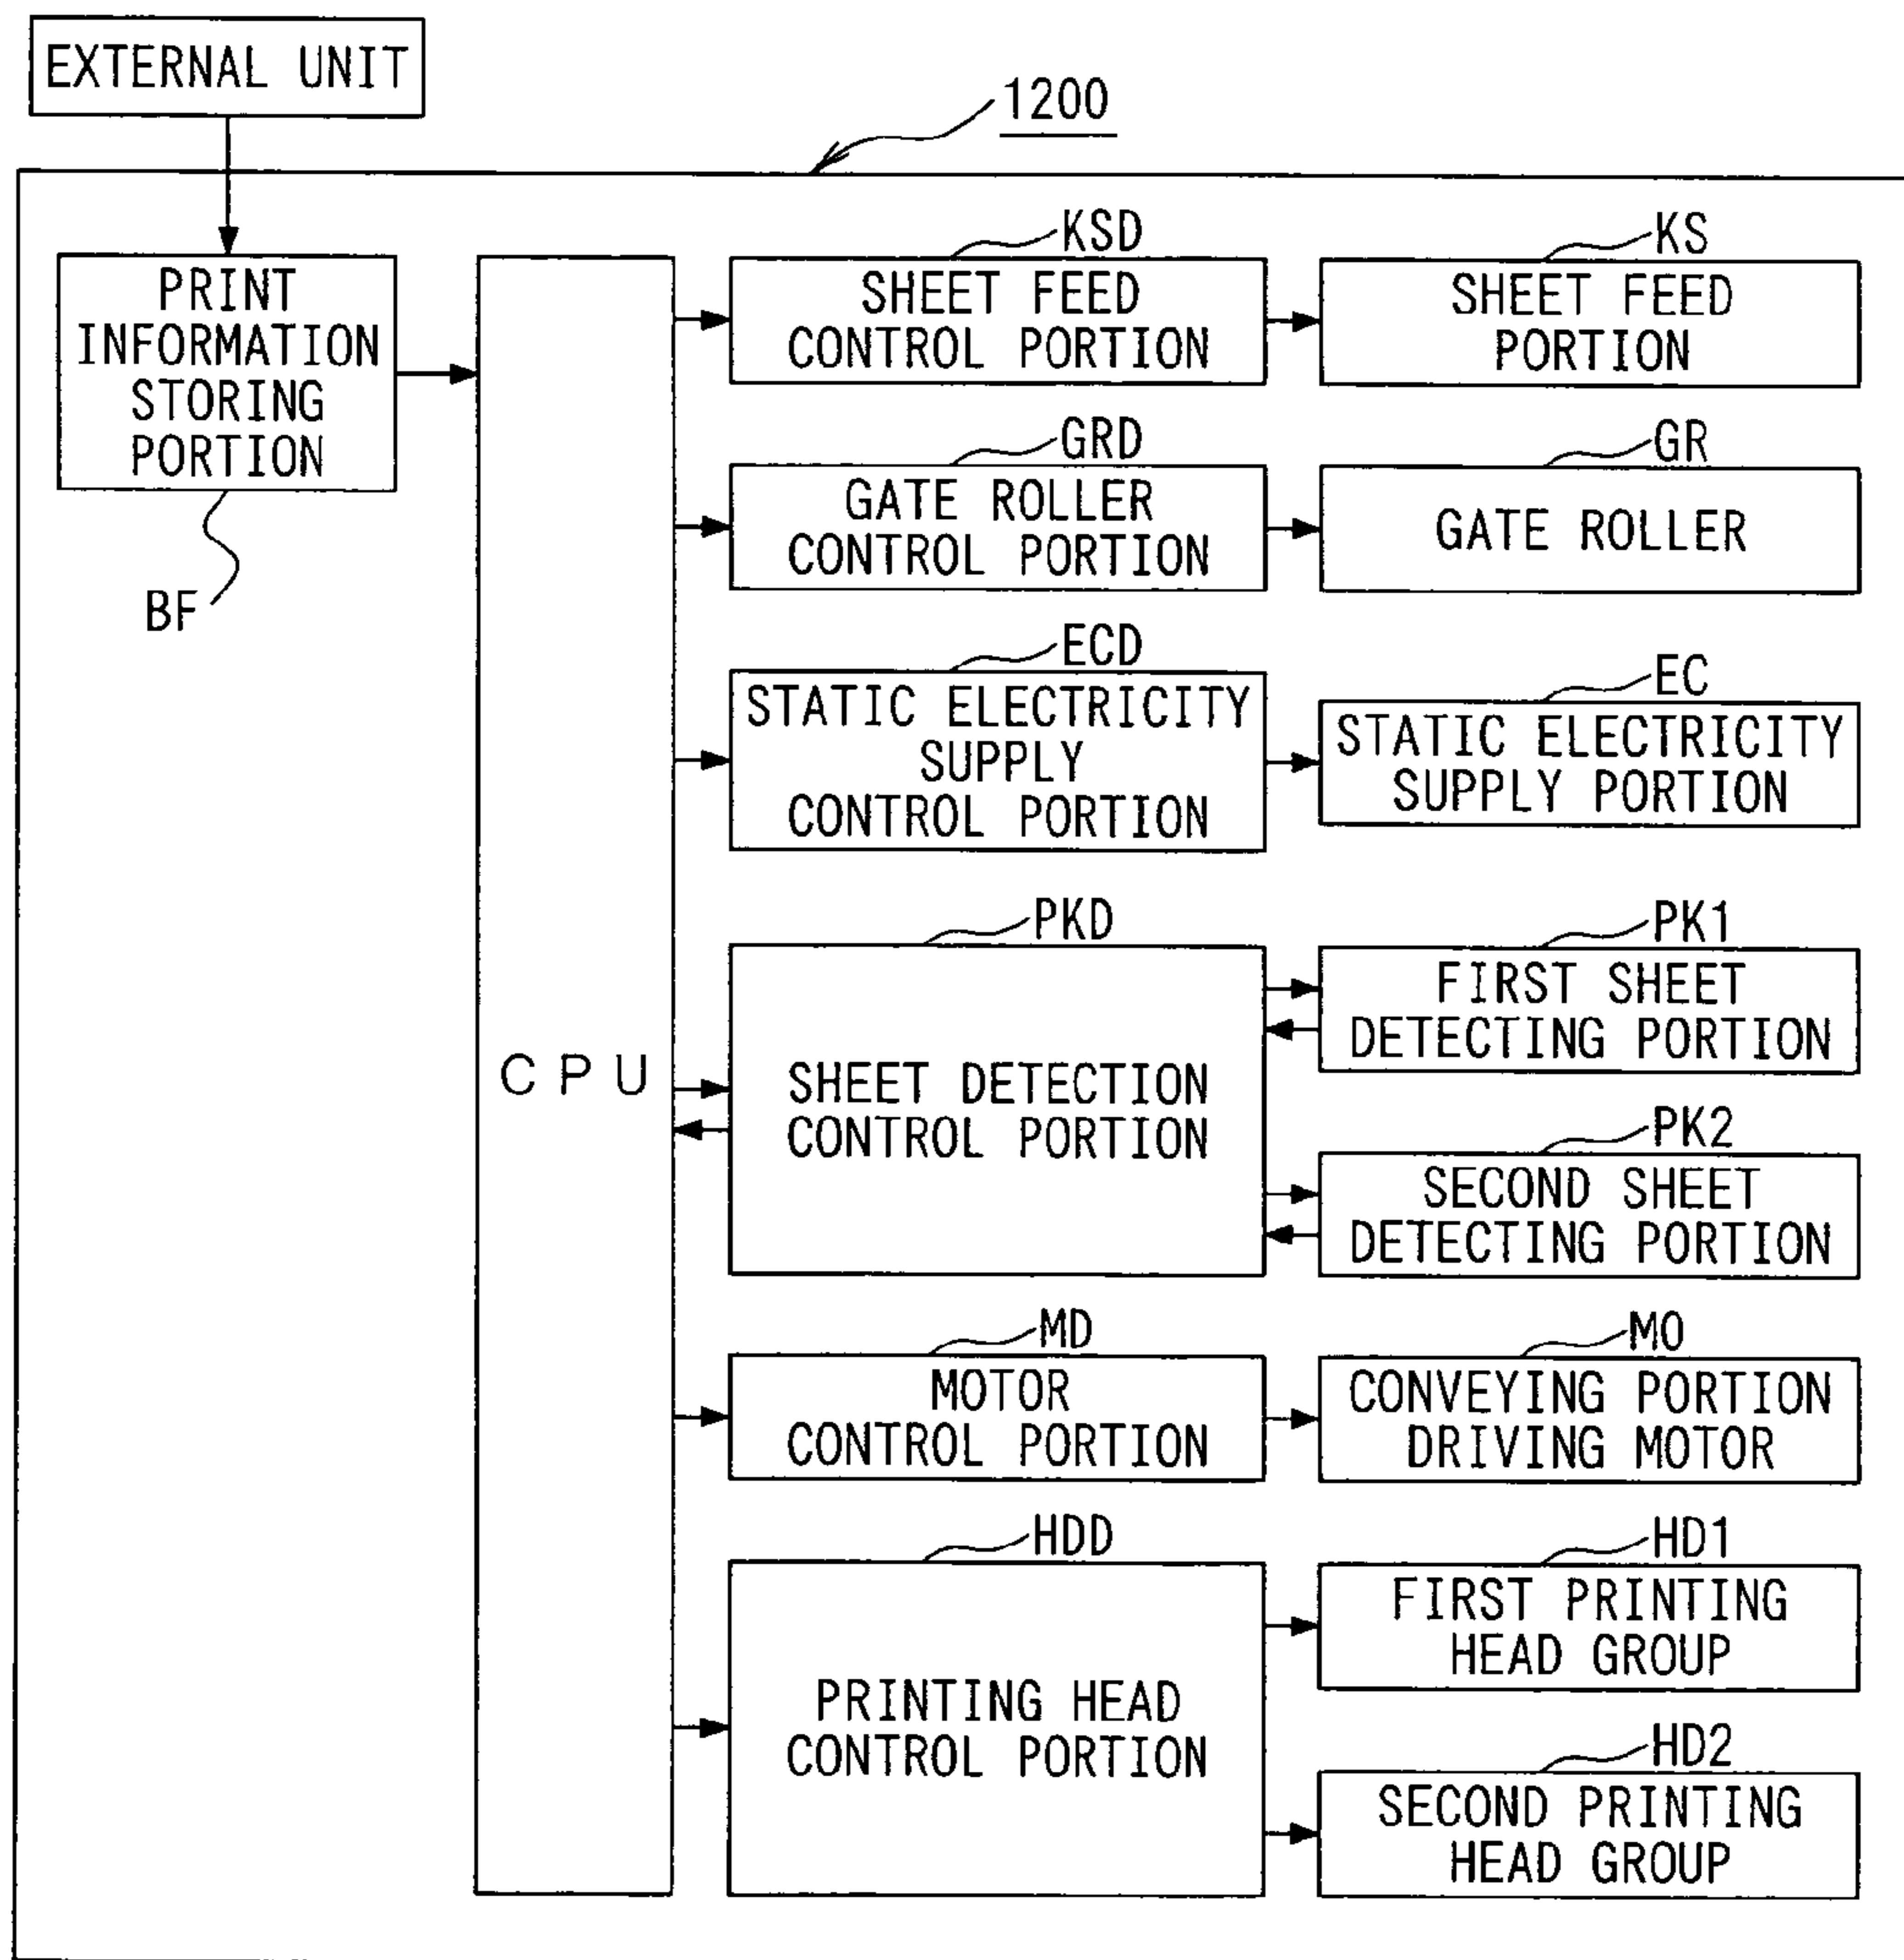 EXTERNAL UNIT
1200
PRINT
INFORMATION
STORING
PORTION
BF
CPU
KSD
SHEET FEED
CONTROL PORTION
KS
SHEET FEED
PORTION
GRD
GATE ROLLER
CONTROL PORTION
GR
GATE ROLLER
ECD
STATIC ELECTRICITY
SUPPLY
CONTROL PORTION
EC
STATIC ELECTRICITY
SUPPLY PORTION
PKD
SHEET DETECTION
CONTROL PORTION
PK1
FIRST SHEET
DETECTING PORTION
PK2
SECOND SHEET
DETECTING PORTION
MD
MOTOR
CONTROL PORTION
MO
CONVEYING PORTION
DRIVING MOTOR
HDD
PRINTING HEAD
CONTROL PORTION
HD1
FIRST PRINTING
HEAD GROUP
HD2
SECOND PRINTING
HEAD GROUP